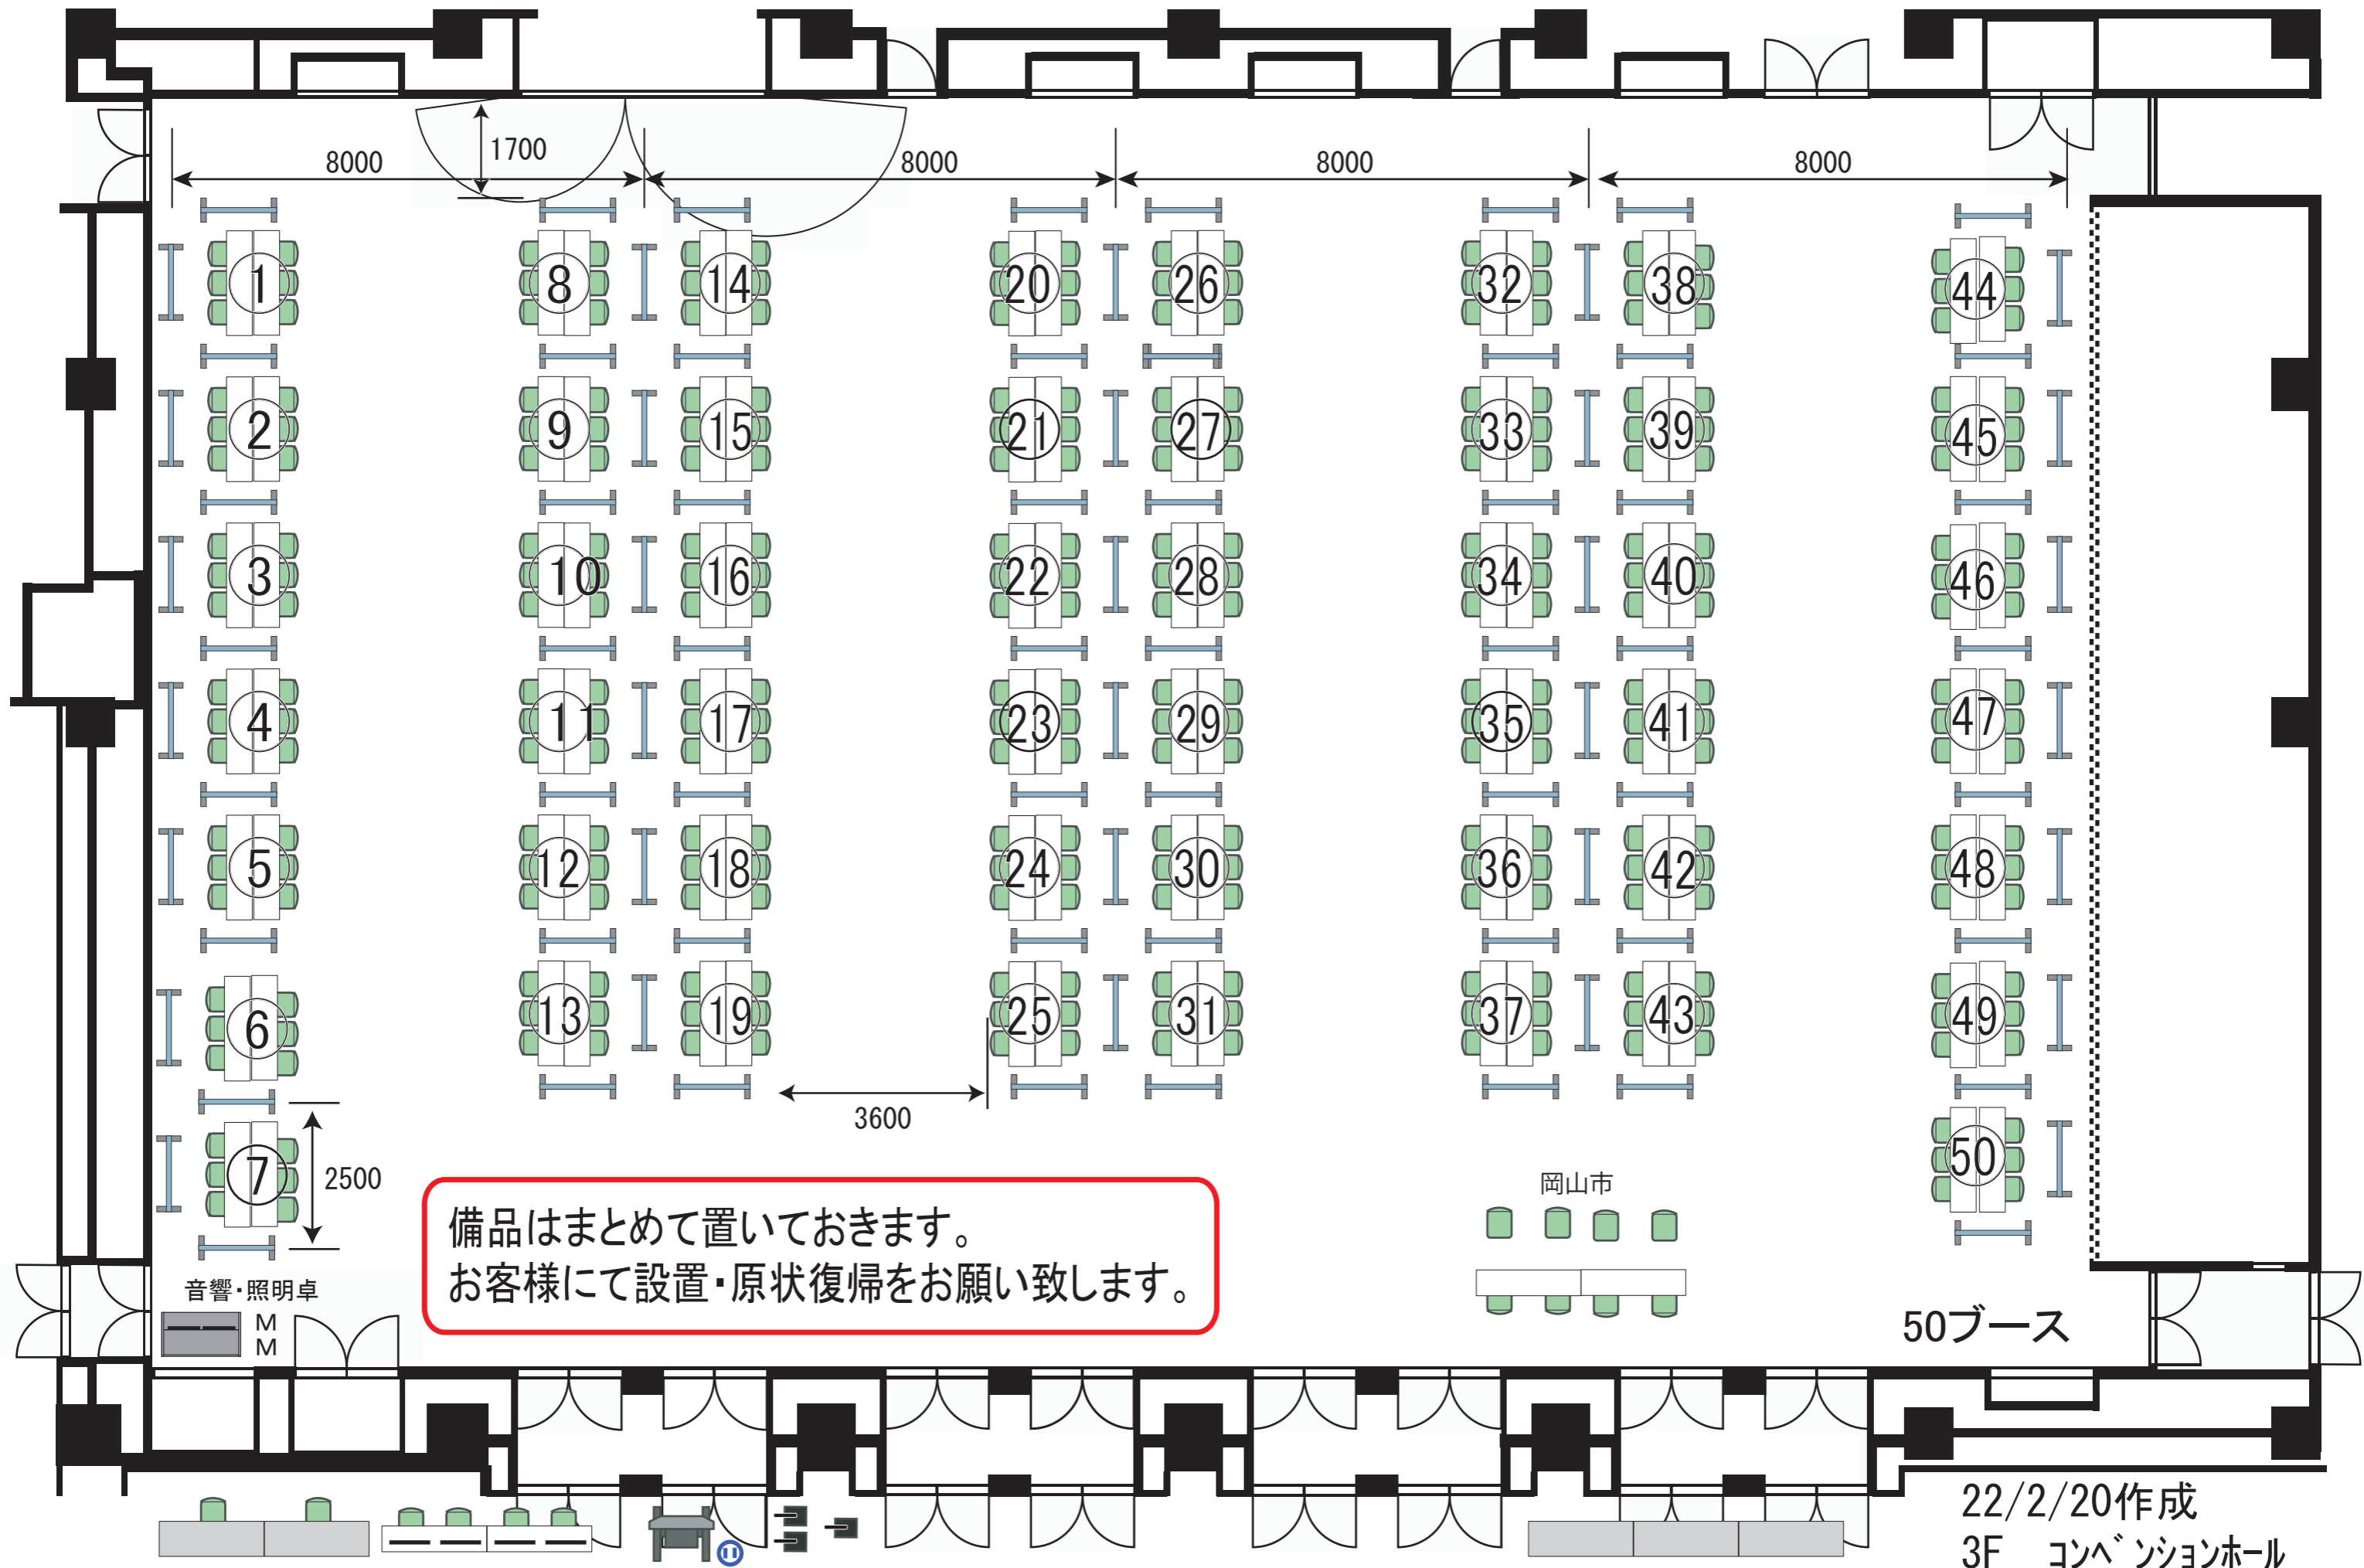 8000
1700
8000
8000
8000
1 8 14 20 26 32 38 44
2 9 15 21 27 33 39 45
3 10 16 22 28 34 40 46
4 11 17 23 29 35 41 47
5 12 18 24 30 36 42 48
6 13 19 25 31 37 43 49
7 50
3600
2500
備品はまとめて置いておきます。
お客様にて設置・原状復帰をお願い致します。
岡山市
音響・照明卓
M
M
50ブース
22/2/20作成
3F コンベンションホール